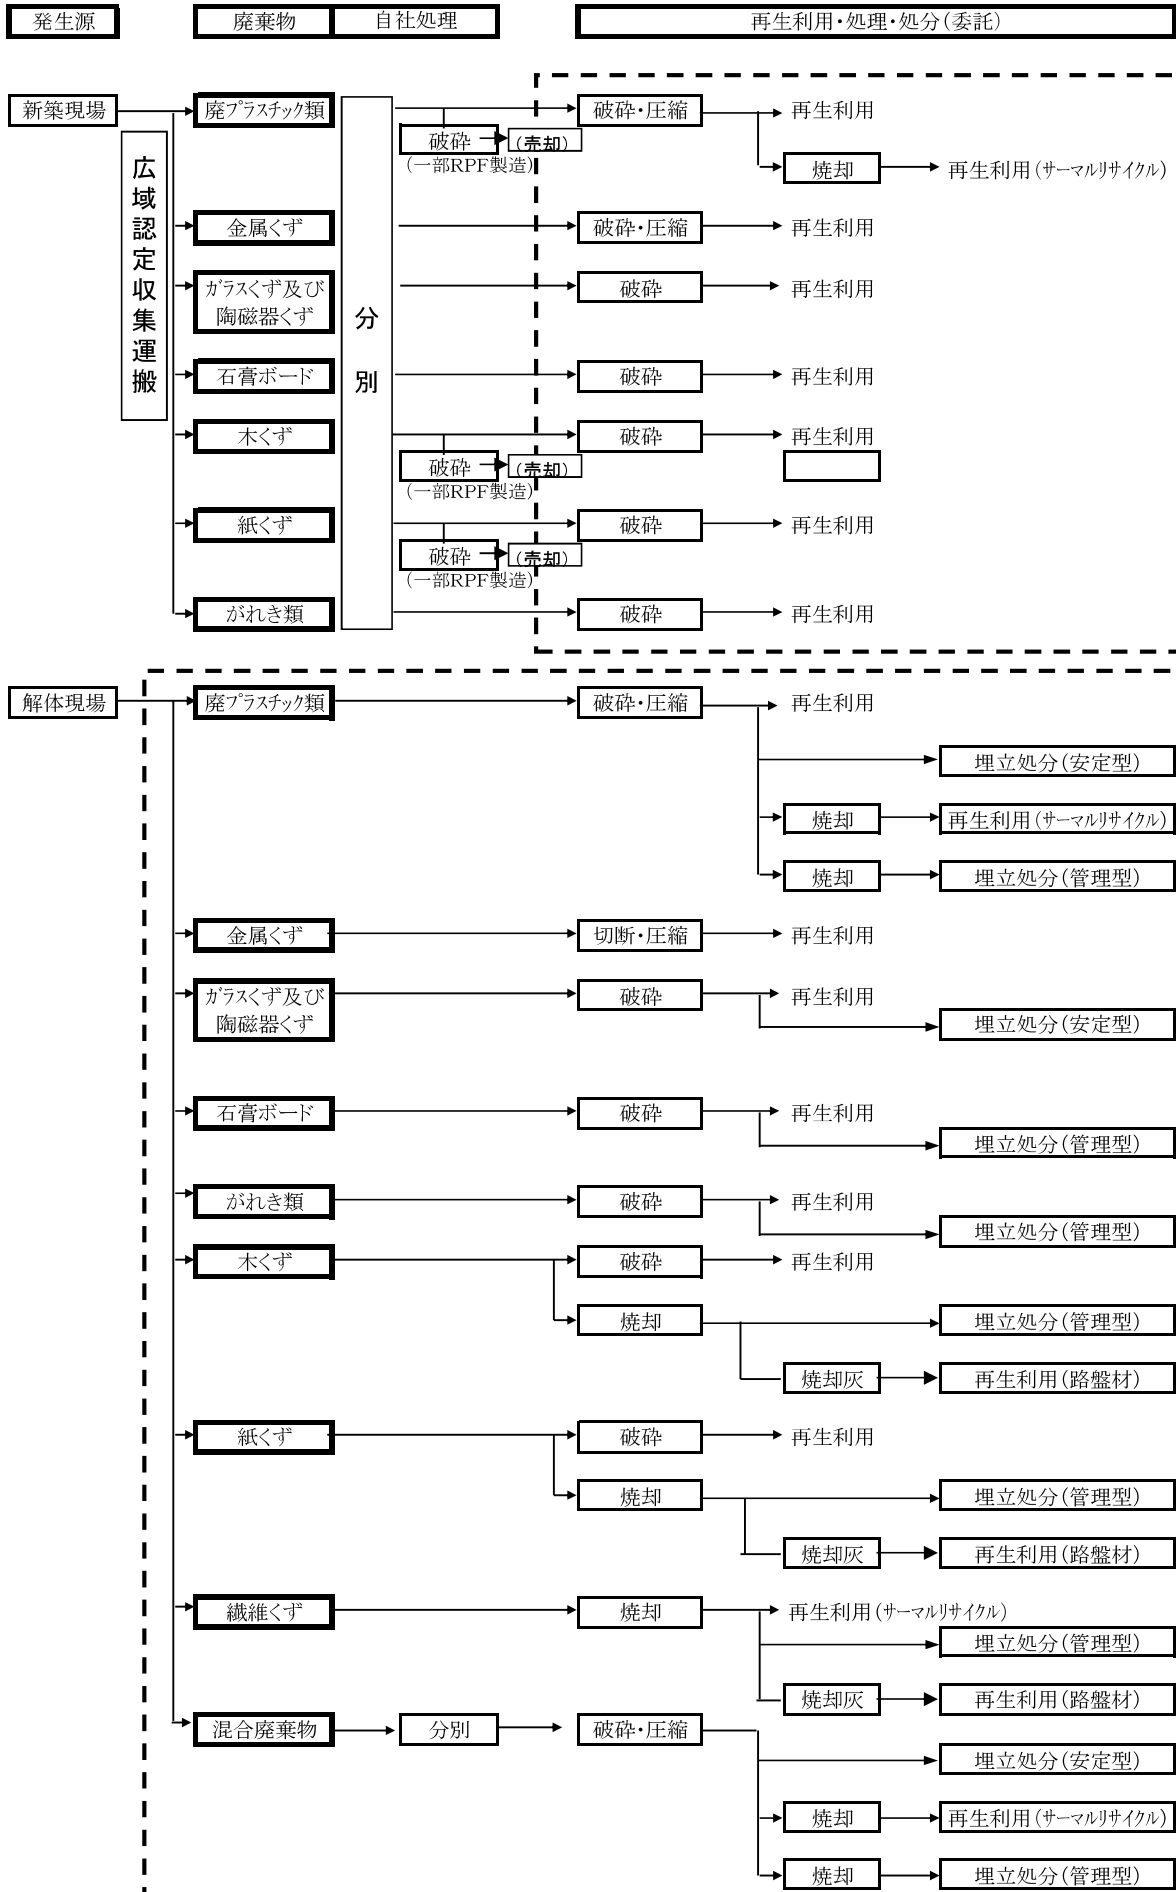 発生源
廃棄物
自社処理
再生利用・処理・処分(委託)
新築現場
広域認定収集運搬
廃プラスチック類
分別
破砕
(売却)
(一部RPF製造)
破砕・圧縮
再生利用
焼却
再生利用(サーマルリサイクル)
金属くず
破砕・圧縮
再生利用
ガラスくず及び
陶磁器くず
破砕
再生利用
石膏ボード
破砕
再生利用
木くず
破砕
(売却)
(一部RPF製造)
破砕
再生利用
紙くず
破砕
(売却)
(一部RPF製造)
破砕
再生利用
がれき類
破砕
再生利用
解体現場
廃プラスチック類
破砕・圧縮
再生利用
埋立処分(安定型)
焼却
再生利用(サーマルリサイクル)
焼却
埋立処分(管理型)
金属くず
切断・圧縮
再生利用
ガラスくず及び
陶磁器くず
破砕
再生利用
埋立処分(安定型)
石膏ボード
破砕
再生利用
埋立処分(管理型)
がれき類
破砕
再生利用
埋立処分(管理型)
木くず
破砕
再生利用
焼却
埋立処分(管理型)
焼却灰
再生利用(路盤材)
紙くず
破砕
再生利用
焼却
埋立処分(管理型)
焼却灰
再生利用(路盤材)
繊維くず
焼却
再生利用(サーマルリサイクル)
埋立処分(管理型)
焼却灰
再生利用(路盤材)
混合廃棄物
分別
破砕・圧縮
埋立処分(安定型)
焼却
再生利用(サーマルリサイクル)
焼却
埋立処分(管理型)